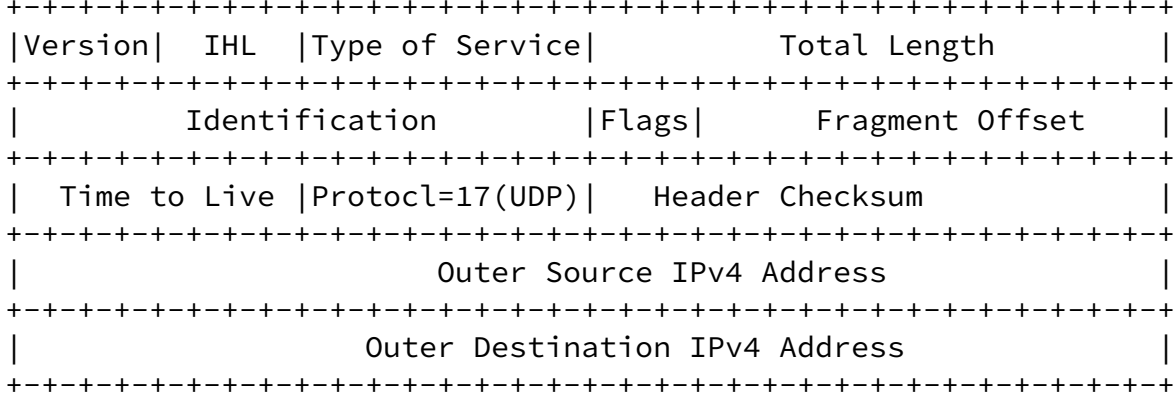 +-+-+-+-+-+-+-+-+-+-+-+-+-+-+-+-+-+-+-+-+-+-+-+-+-+-+-+-+-+-+-+-+
|Version|  IHL  |Type of Service|          Total Length         |
+-+-+-+-+-+-+-+-+-+-+-+-+-+-+-+-+-+-+-+-+-+-+-+-+-+-+-+-+-+-+-+-+
|         Identification        |Flags|      Fragment Offset    |
+-+-+-+-+-+-+-+-+-+-+-+-+-+-+-+-+-+-+-+-+-+-+-+-+-+-+-+-+-+-+-+-+
|  Time to Live |Protocl=17(UDP)|   Header Checksum             |
+-+-+-+-+-+-+-+-+-+-+-+-+-+-+-+-+-+-+-+-+-+-+-+-+-+-+-+-+-+-+-+-+
|                       Outer Source IPv4 Address               |
+-+-+-+-+-+-+-+-+-+-+-+-+-+-+-+-+-+-+-+-+-+-+-+-+-+-+-+-+-+-+-+-+
|                   Outer Destination IPv4 Address              |
+-+-+-+-+-+-+-+-+-+-+-+-+-+-+-+-+-+-+-+-+-+-+-+-+-+-+-+-+-+-+-+-+